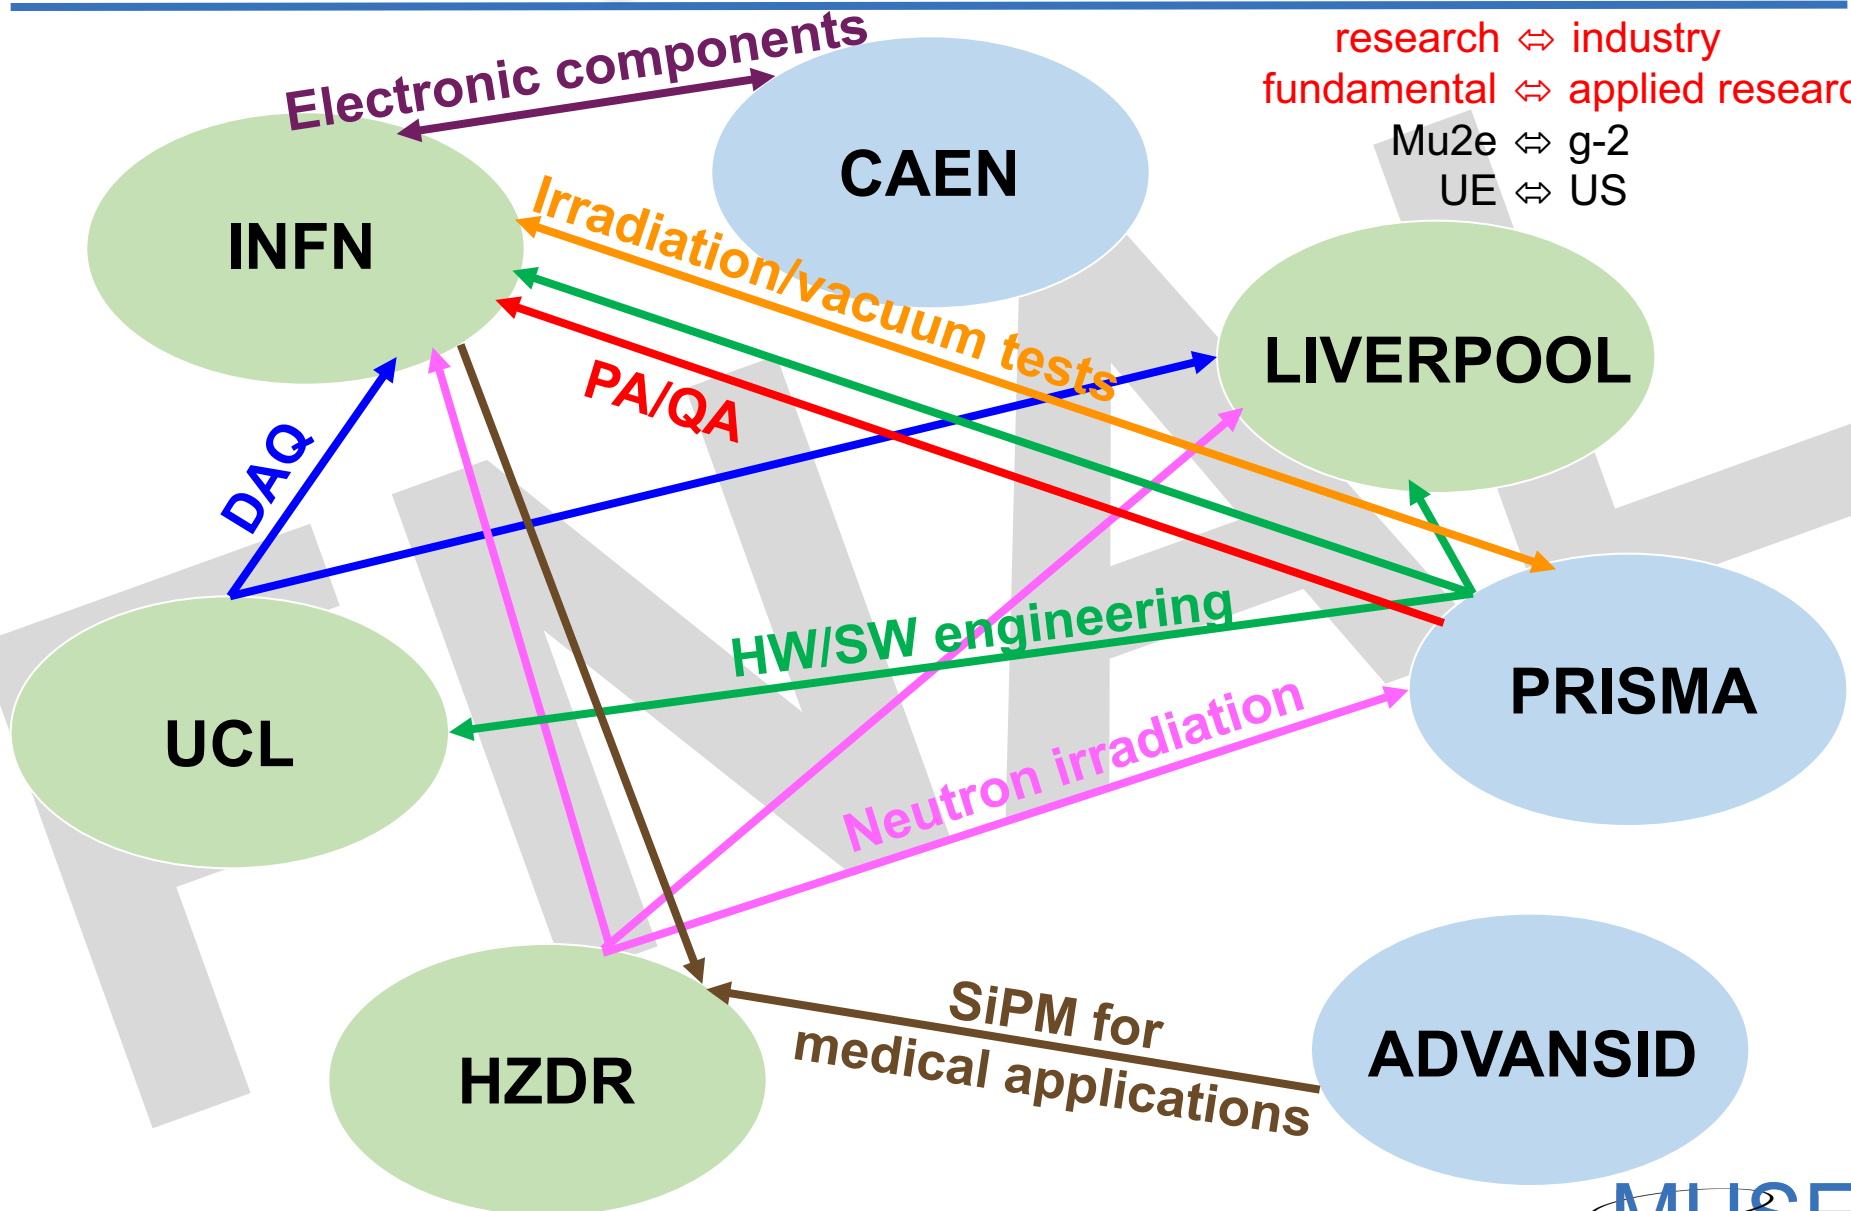 Electronic components
research ⇔ industry
fundamental ⇔ applied researc
Mu2e ⇔ g-2
UE ⇔ US
CAEN
INFN
Irradiation/vacuum tests
LIVERPOOL
PA/QA
DAQ
HW/SW engineering
PRISMA
UCL
Neutron irradiation
SiPM for
medical applications
ADVANSID
HZDR
MUSE